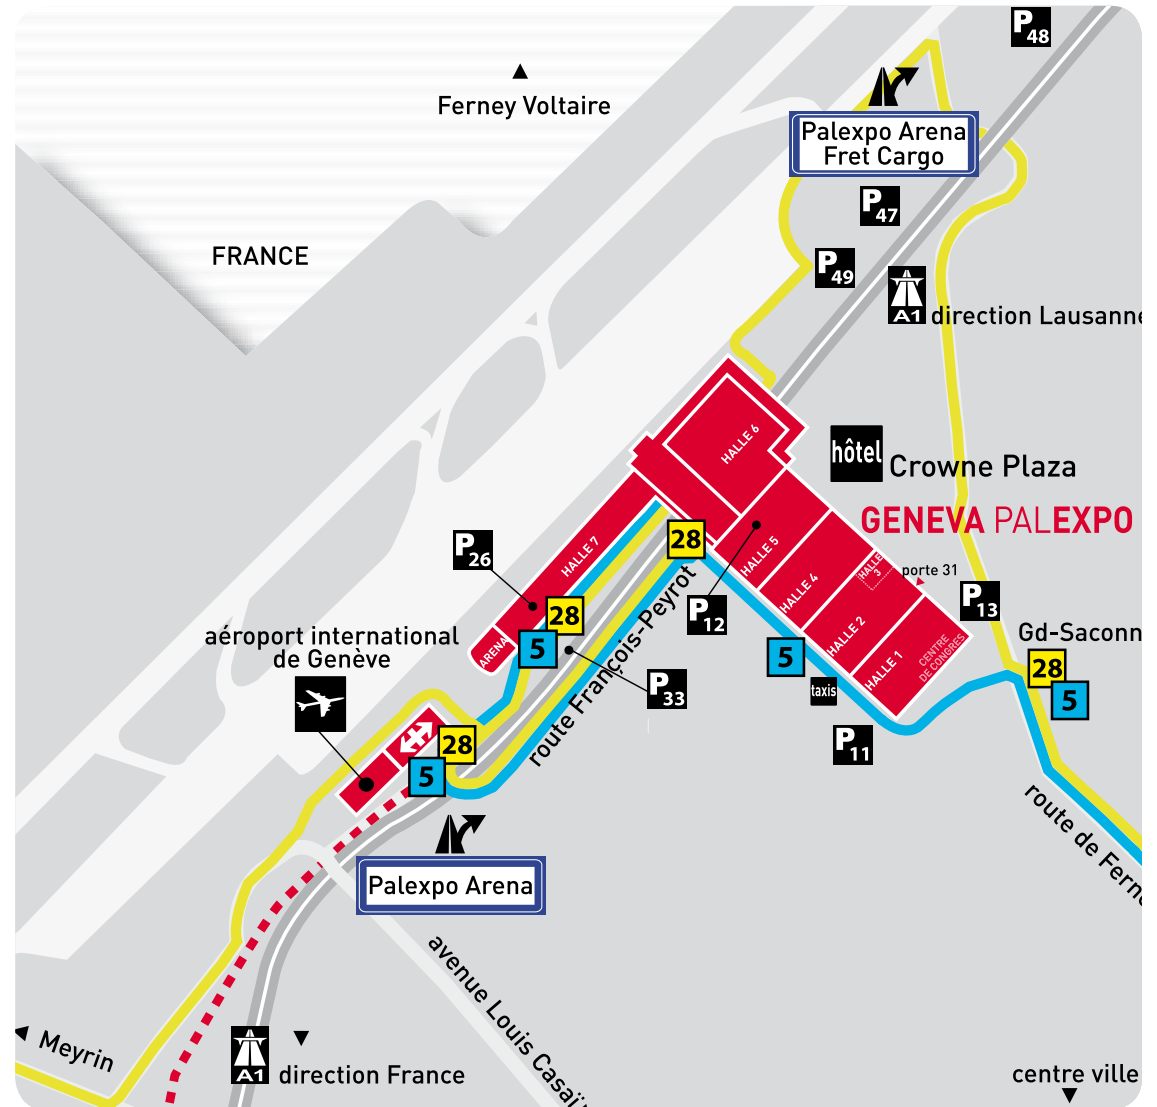 P48
Ferney Voltaire
Palexpo Arena
Fret Cargo
P47
FRANCE
P49
A1
direction Lausanne
HALLE 6
hôtel
Crowne Plaza
GENEVA PALEXPO
28
P26
HALLE 7
HALLE 5
HALLE 3
porte 31
HALLE 4
P13
28
P12
HALLE 2
Gd-Saconn
aéroport international
de Genève
ARENA
5
5
CENTRE
DE CONGRES
HALLE 1
28
5
taxis
P33
route François-Peyrot
P11
28
5
route de Ferne
Palexpo Arena
avenue Louis Casaï
Meyrin
A1
direction France
centre ville